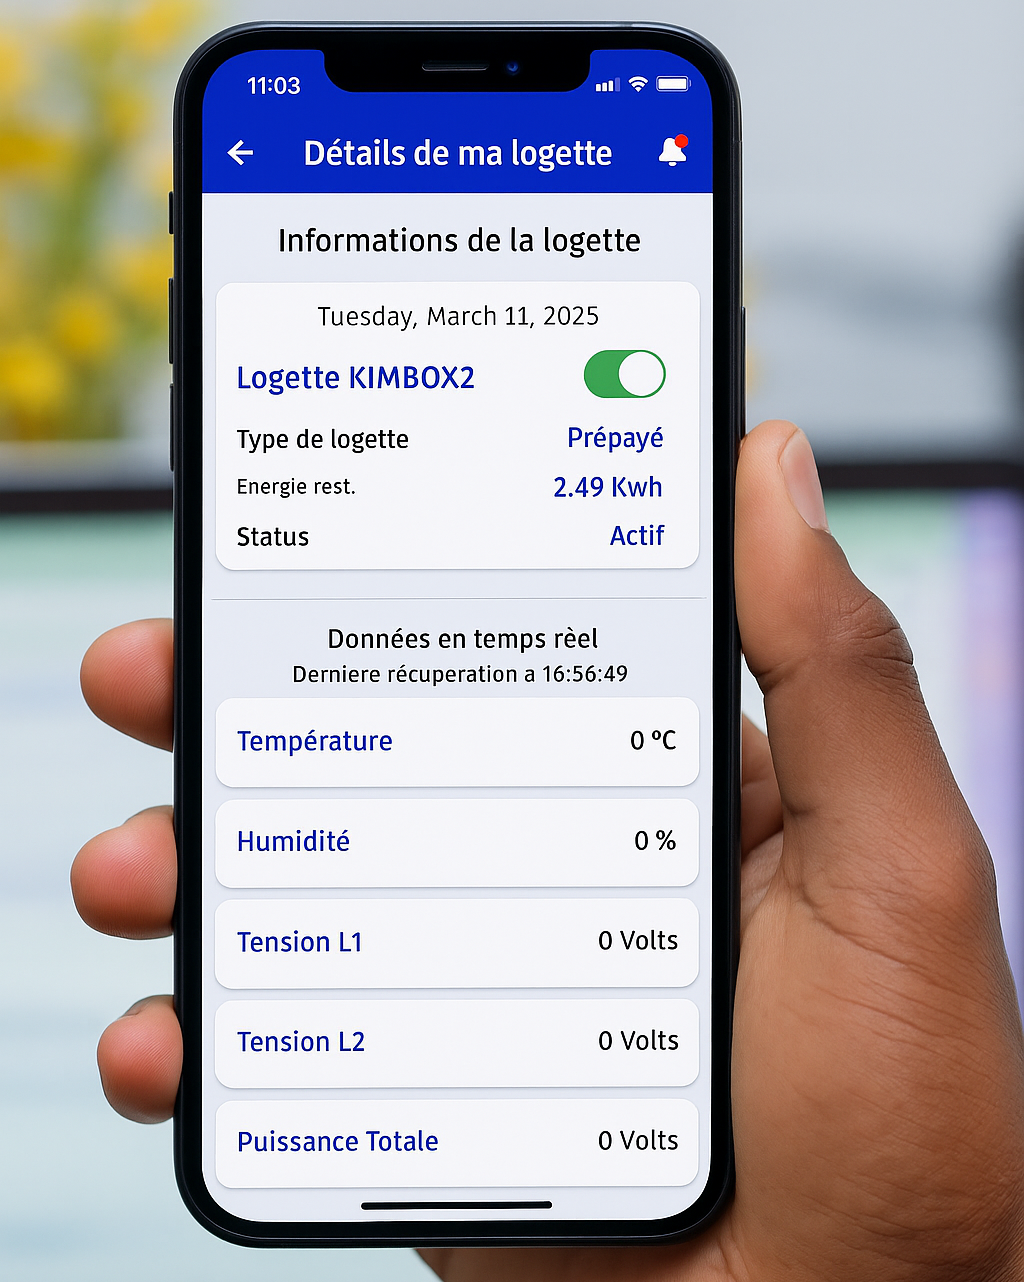 11:03
Détails de ma logette
Informations de la logette
Tuesday, March 11, 2025
Logette KIMBOX2
Type de logette Prépayé
Energie rest. 2.49 Kwh
Status Actif
Données en temps rèel
Derniere récuperation a 16:56:49
Température 0 ºC
Humidité 0 %
Tension L1 0 Volts
Tension L2 0 Volts
Puissance Totale 0 Volts